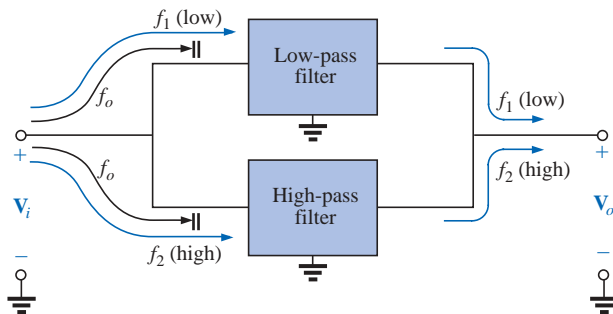 f₁ (low)
Low-pass
filter
fₒ
f₁ (low)
+
+
fₒ
f₂ (high)
Vᵢ
High-pass
filter
Vₒ
f₂ (high)
–
–